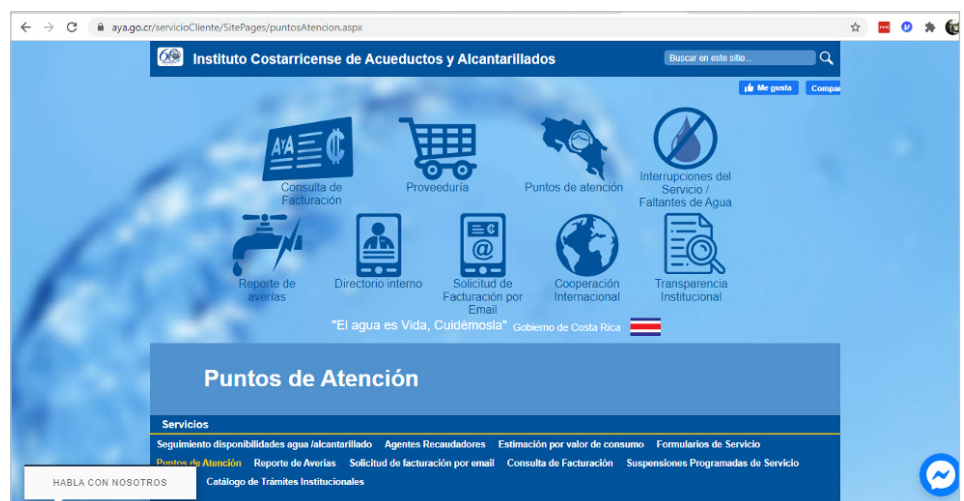 aya.go.cr/servicioCliente/SitePages/puntosAtencion.aspx
Instituto Costarricense de Acueductos y Alcantarillados
Buscar en este sitio...
Me gusta
Compar
AYA
Consulta de
Facturación
Proveeduría
Puntos de atención
Interrupciones del
Servicio /
Faltantes de Agua
Reporte de
averías
Directorio interno
Solicitud de
Facturación por
Email
Cooperación
Internacional
Transparencia
Institucional
"El agua es Vida, Cuidémosla" Gobierno de Costa Rica
Puntos de Atención
Servicios
Seguimiento disponibilidades agua /alcantarillado Agentes Recaudadores Estimación por valor de consumo Formularios de Servicio
Puntos de Atención Reporte de Averías Solicitud de facturación por email Consulta de Facturación Suspensiones Programadas de Servicio
Catálogo de Trámites Institucionales
HABLA CON NOSOTROS